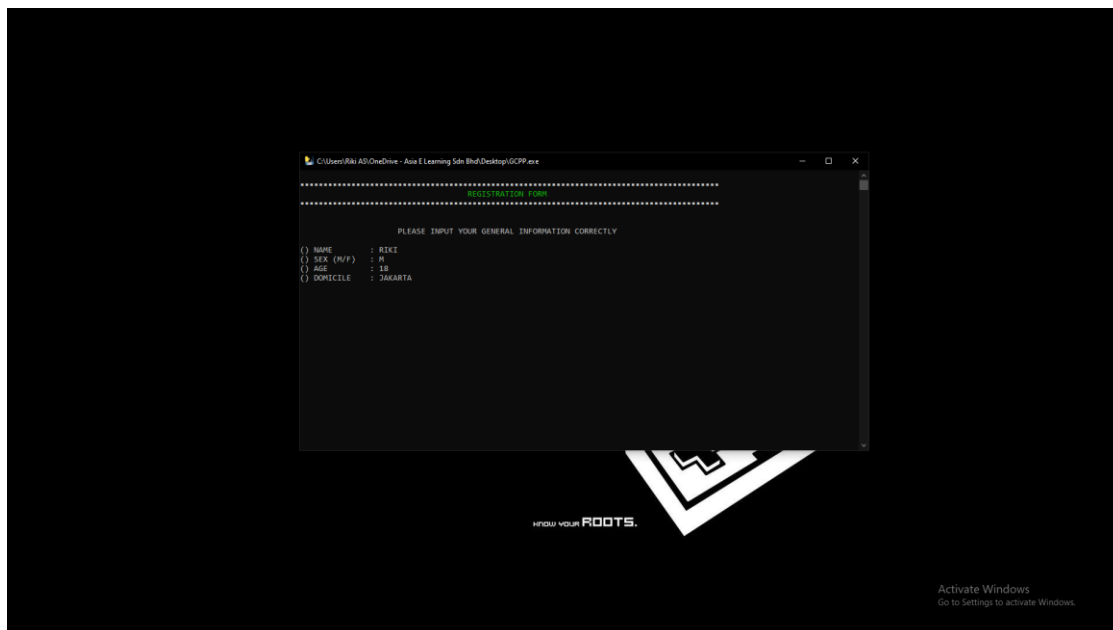 C:\Users\Riki AS\OneDrive - Asia E Learning Sdn Bhd\Desktop\GCPP.exe
******************************************************************************************
REGISTRATION FORM
******************************************************************************************
PLEASE INPUT YOUR GENERAL INFORMATION CORRECTLY
() NAME : RIKI
() SEX (M/F) : M
() AGE : 18
() DOMICILE : JAKARTA
KNOW YOUR ROOTS.
Activate Windows
Go to Settings to activate Windows.